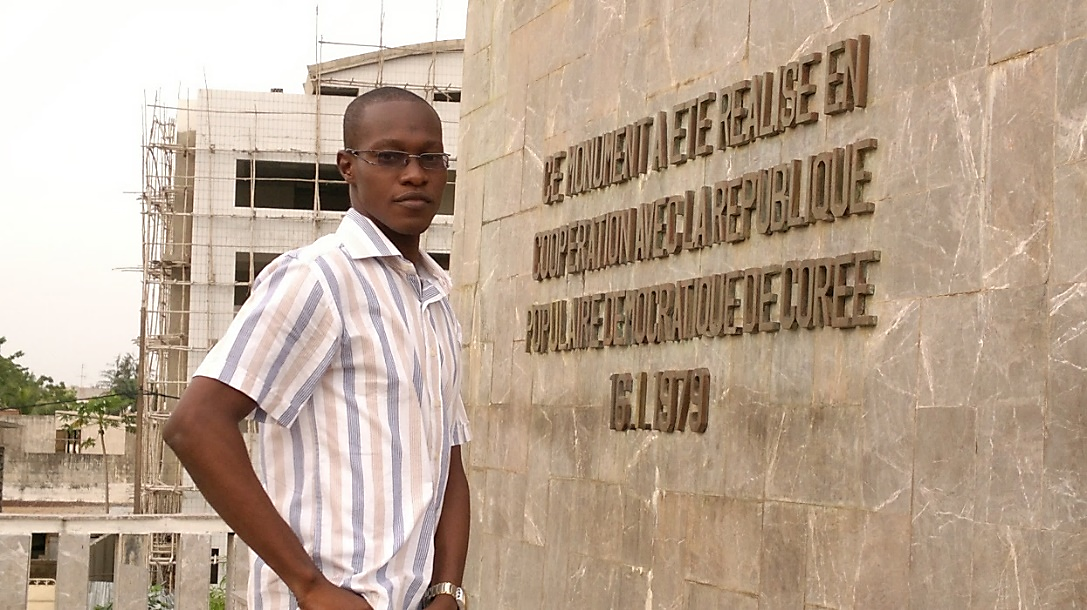 CE MONUMENT A ETE REALISE EN
COOPERATION AVEC LA REPUBLIQUE
POPULAIRE DEMOCRATIQUE DE COREE
16.1.1979